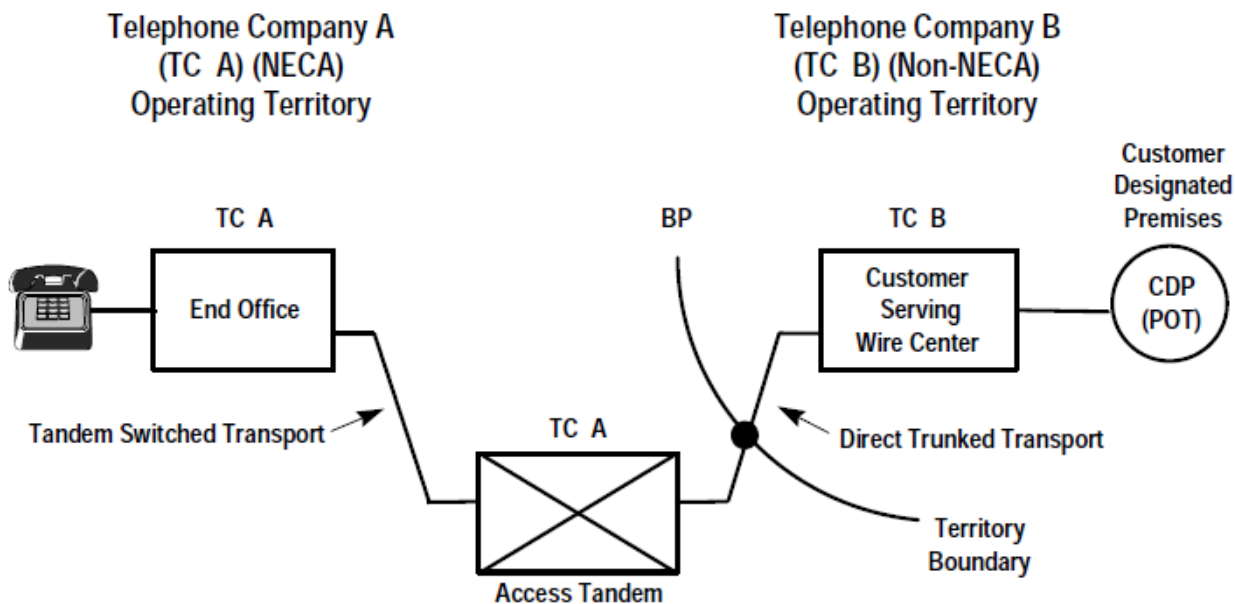 Telephone Company A
(TC A) (NECA)
Operating Territory
Telephone Company B
(TC B) (Non-NECA)
Operating Territory
Customer
Designated
Premises
TC A
BP
TC B
End Office
Customer
Serving
Wire Center
CDP
(POT)
Tandem Switched Transport
TC A
Direct Trunked Transport
Territory
Boundary
Access Tandem